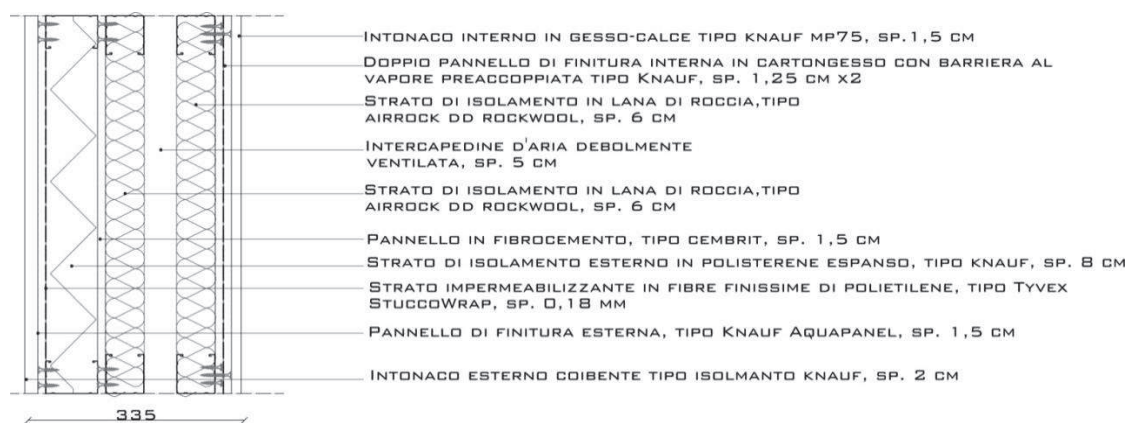 Intonaco interno in gesso-calce tipo Knauf MP75, sp.1,5 cm
Doppio pannello di finitura interna in cartongesso con barriera al
vapore preaccoppiata tipo Knauf, sp. 1,25 cm x2
Strato di isolamento in lana di roccia,tipo
Airrock DD Rockwool, sp. 6 cm
Intercapedine d'aria debolmente
ventilata, sp. 5 cm
Strato di isolamento in lana di roccia,tipo
Airrock DD Rockwool, sp. 6 cm
Pannello in fibrocemento, tipo Cembrit, sp. 1,5 cm
Strato di isolamento esterno in polisterene espanso, tipo Knauf, sp. 8 cm
Strato impermeabilizzante in fibre finissime di polietilene, tipo Tyvex
StuccoWrap, sp. 0,18 mm
Pannello di finitura esterna, tipo Knauf Aquapanel, sp. 1,5 cm
Intonaco esterno coibente tipo Isolmanto Knauf, sp. 2 cm
335